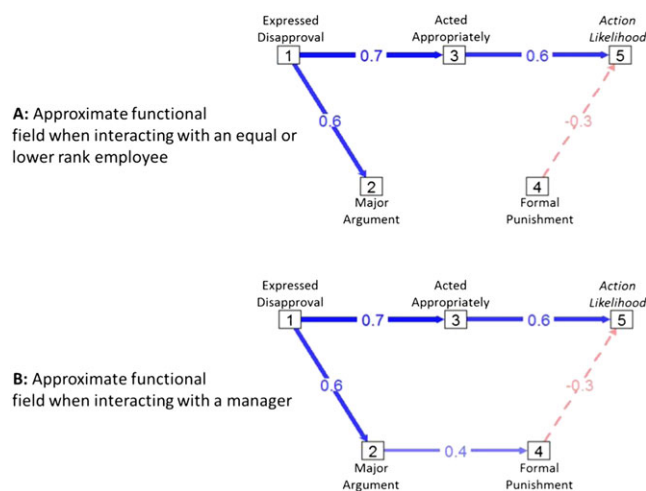 Expressed
Disapproval
Acted
Appropriately
Action
Likelihood
1
0.7
3
0.6
5
A: Approximate functional
field when interacting with an equal or
lower rank employee
0.6
-0.3
2
4
Major
Argument
Formal
Punishment
Expressed
Disapproval
Acted
Appropriately
Action
Likelihood
1
0.7
3
0.6
5
B: Approximate functional
field when interacting with a manager
0.6
-0.3
2
0.4
4
Major
Argument
Formal
Punishment